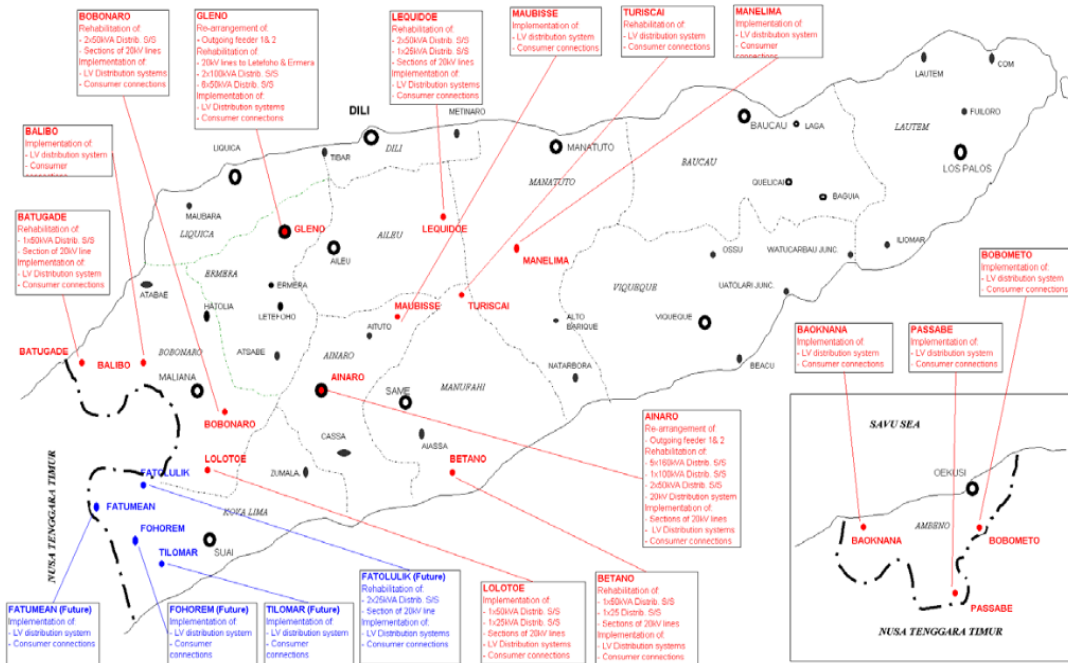 BOBONARO
Rehabilitation of:
- 2x50kVA Distrib. S/S
- Sections of 20kV lines
Implementation of:
- LV Distribution systems
- Consumer connections
GLENO
Re-arrangement of:
- Outgoing feeder 1& 2
Rehabilitation of:
- 20kV lines to Letefoho & Ermera
- 2x100kVA Distrib. S/S
- 6x50kVA Distrib. S/S
Implementation of:
- LV Distribution systems
- Consumer connections
LEQUIDOE
Rehabilitation of:
- 2x50kVA Distrib. S/S
- 1x25kVA Distrib. S/S
- Sections of 20kV lines
Implementation of:
- LV Distribution systems
- Consumer connections
MAUBISSE
Implementation of:
- LV distribution system
- Consumer connections
TURISCAI
Rehabilitation of:
- LV distribution system
- Consumer connections
MANELIMA
Implementation of:
- LV distribution system
- Consumer
connections
BALIBO
Implementation of:
- LV distribution system
- Consumer
connections
BATUGADE
Rehabilitation of:
- 1x50kVA Distrib. S/S
- Section of 20kV line
Implementation of:
- LV Distribution system
- Consumer connections
LAUTEM
COM
FUILORO
LAUTEM
LOS PALOS
DILI
METINARO
DILI
LIQUICA
TIBAR
MANATUTO
MANATUTO
BAUCAU
LAGA
BAUCAU
QUELICAI
BAGUIA
MAUBARA
LIQUICA
GLENO
AILEU
AILEU
LEQUIDOE
MANELIMA
OSSU
WATUCARBAU JUNC.
ILIOMAR
UATOLARI JUNC.
ERMERA
ERMERA
ATABAE
HATOLIA
LETEFOHO
MAUBISSE
TURISCAI
VIQUEQUE
VIQUEQUE
ALTO
BARIQUE
AITUTO
ATSABE
AINARO
BATUGADE
BALIBO
BOBONARO
MALIANA
AINARO
SAME
MANUFAHI
NATARBORA
BEACU
BOBONARO
CASSA
AIASSA
LOLOTOE
ZUMALA.
BETANO
FATOLULIK
FATUMEAN
KOVA LIMA
FOHOREM
SUAI
TILOMAR
NUSA TENGGARA TIMUR
BOBOMETO
Implementation of:
- LV distribution system
- Consumer connections
BAOKNANA
Implementation of:
- LV distribution system
- Consumer connections
PASSABE
Implementation of:
- LV distribution system
- Consumer connections
AINARO
Re-arrangement of:
- Outgoing feeder 1& 2
Rehabilitation of:
- 5x160kVA Distrib. S/S
- 1x100kVA Distrib. S/S
- 2x50kVA Distrib. S/S
- 20kV Distribution system
Implementation of:
- Sections of 20kV lines
- LV Distribution systems
- Consumer connections
SAVU SEA
OEKUSI
AMBENO
BAOKNANA
BOBOMETO
PASSABE
NUSA TENGGARA TIMUR
FATUMEAN (Future)
Implementation of:
- LV distribution system
- Consumer connections
FOHOREM (Future)
Implementation of:
- LV distribution system
- Consumer
connections
TILOMAR (Future)
Implementation of:
- LV distribution system
- Consumer
connections
FATOLULIK (Future)
Rehabilitation of:
- 2x25kVA Distrib. S/S
- Section of 20kV line
Implementation of:
- LV Distribution systems
- Consumer connections
LOLOTOE
Implementation of:
- 1x50kVA Distrib. S/S
- 1x25kVA Distrib. S/S
- Sections of 20kV lines
- LV Distribution systems
- Consumer connections
BETANO
Rehabilitation of:
- 1x50kVA Distrib. S/S
- 1x25 Distrib. S/S
- Sections of 20kV lines
Implementation of:
- LV Distribution systems
- Consumer connections